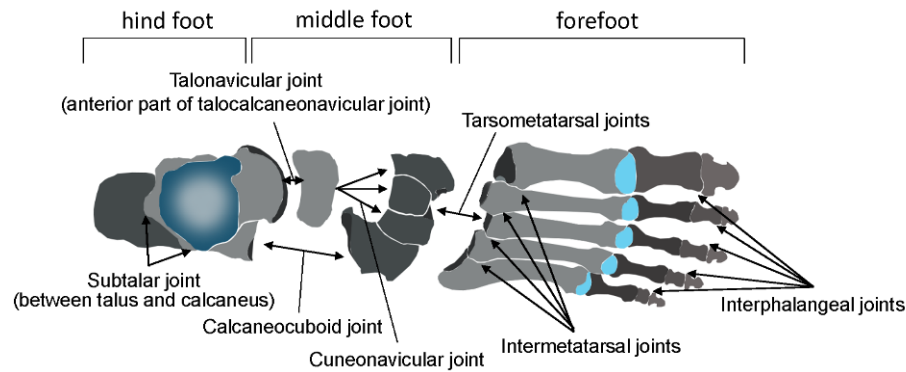 hind foot
middle foot
forefoot
Talonavicular joint
(anterior part of talocalcaneonavicular joint)
Tarsometatarsal joints
Subtalar joint
(between talus and calcaneus)
Calcaneocuboid joint
Cuneonavicular joint
Intermetatarsal joints
Interphalangeal joints